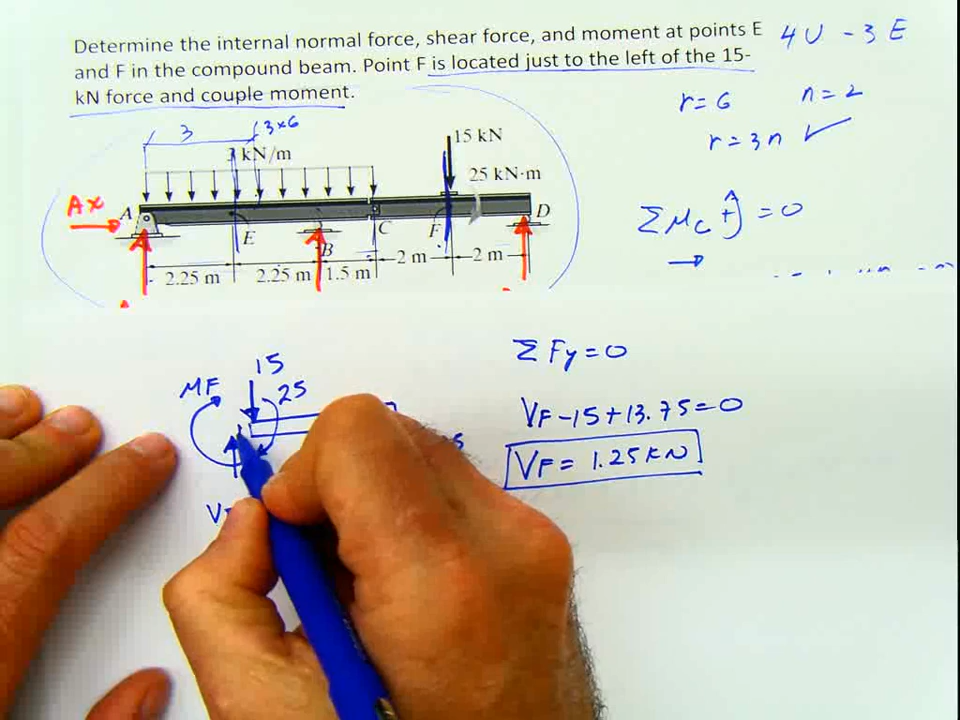 Determine the internal normal force, shear force, and moment at points E
and F in the compound beam. Point F is located just to the left of the 15-
kN force and couple moment.
4U - 3E
r = 6 n = 2
r = 3n
3
3x6
3 kN/m
15 kN
25 kN·m
Ax
A
E
B
C
F
D
2.25 m
2.25 m
1.5 m
2 m
2 m
ΣMc + = 0
ΣFy = 0
15
MF
25
VF - 15 + 13.75 = 0
VF = 1.25 kN